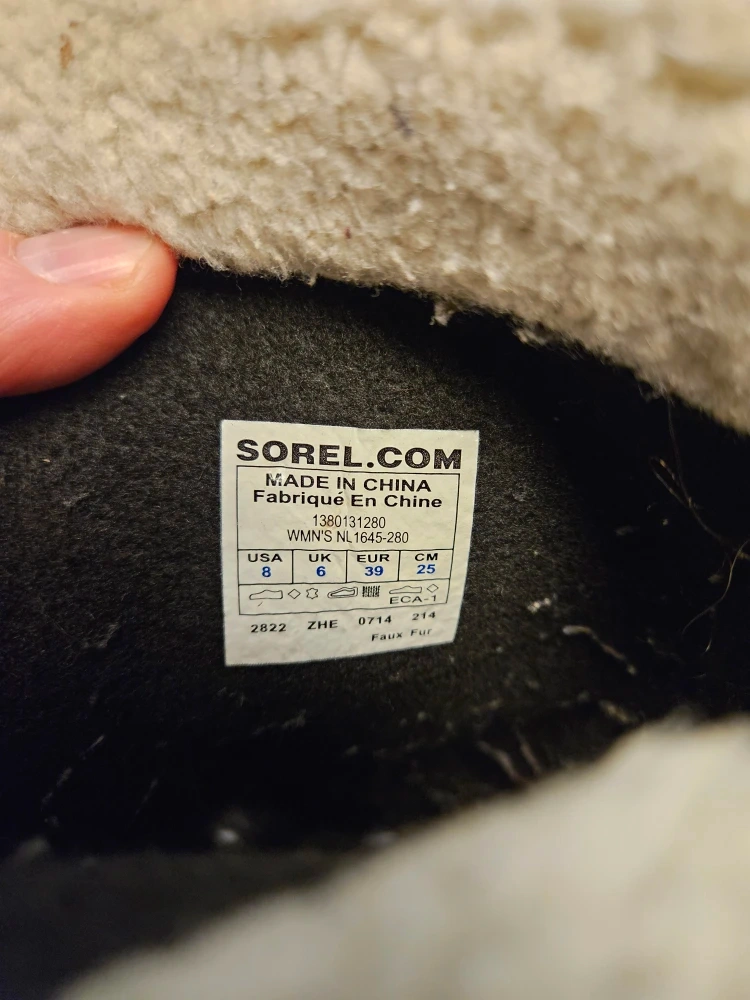 SOREL.COM
MADE IN CHINA
Fabriqué En Chine
1380131280
WMN'S NL1645-280
USA UK EUR CM
8 6 39 25
ECA-1
2822 ZHE 0714 214
Faux Fur